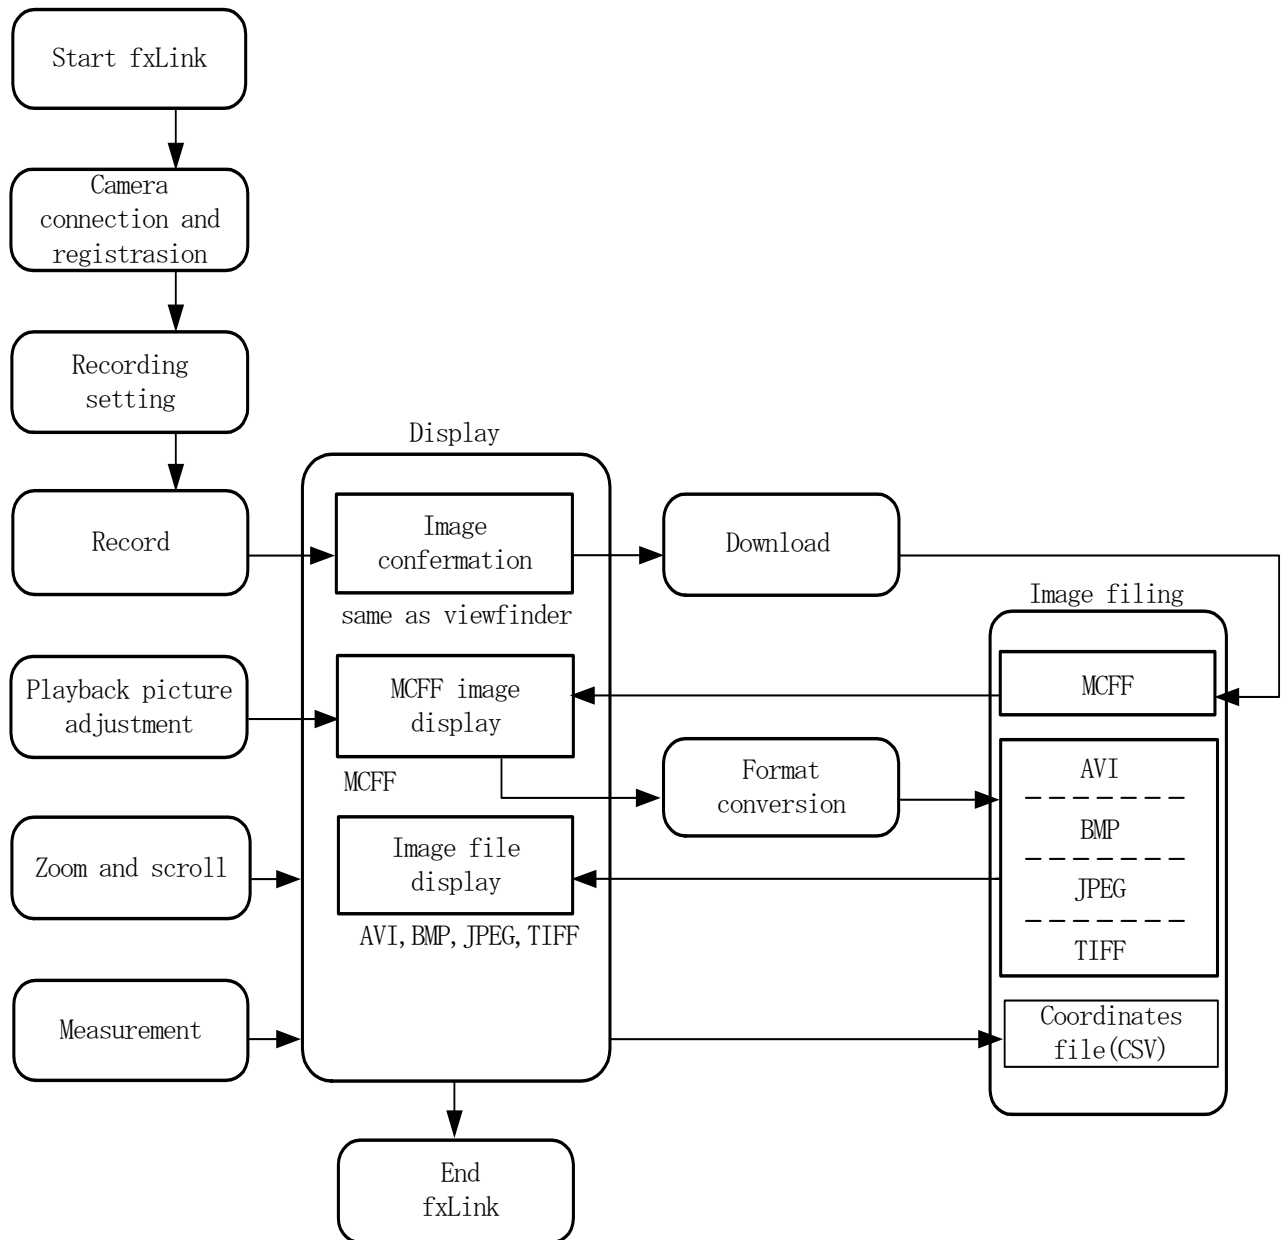 Start fxLink
Camera
connection and
registrasion
Recording
setting
Record
Playback picture
adjustment
Zoom and scroll
Measurement
Display
Image
confermation
same as viewfinder
MCFF image
display
MCFF
Image file
display
AVI,BMP,JPEG,TIFF
End
fxLink
Download
Format
conversion
Image filing
MCFF
AVI
BMP
JPEG
TIFF
Coordinates
file(CSV)